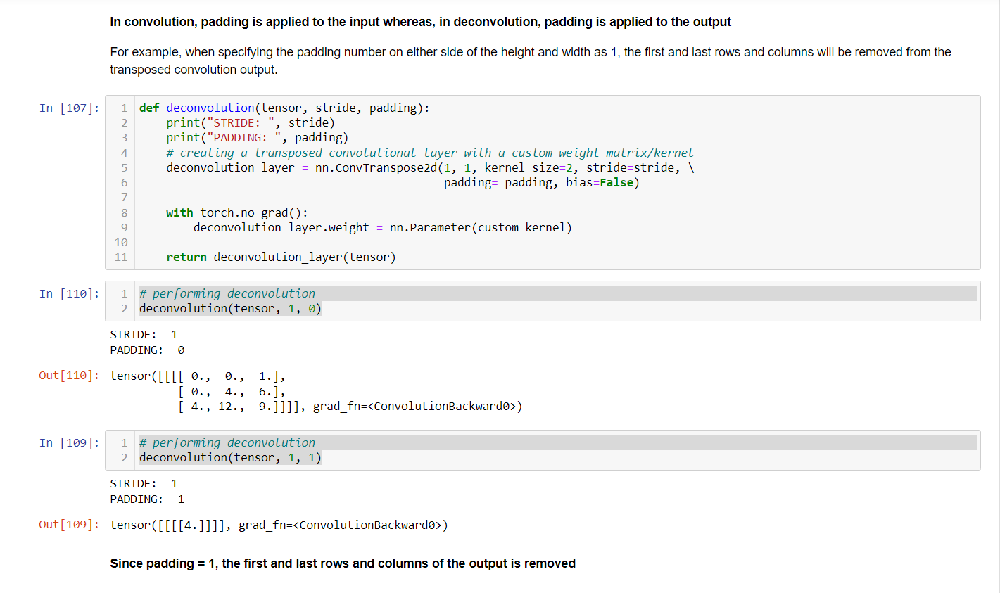 In convolution, padding is applied to the input whereas, in deconvolution, padding is applied to the output
For example, when specifying the padding number on either side of the height and width as 1, the first and last rows and columns will be removed from the
transposed convolution output.
In [107]:
1 def deconvolution(tensor, stride, padding):
2     print("STRIDE: ", stride)
3     print("PADDING: ", padding)
4     # creating a transposed convolutional layer with a custom weight matrix/kernel
5     deconvolution_layer = nn.ConvTranspose2d(1, 1, kernel_size=2, stride=stride, \
6                                              padding= padding, bias=False)
7
8     with torch.no_grad():
9         deconvolution_layer.weight = nn.Parameter(custom_kernel)
10
11     return deconvolution_layer(tensor)
In [110]:
1 # performing deconvolution
2 deconvolution(tensor, 1, 0)
STRIDE:  1
PADDING:  0
Out[110]: tensor([[[[ 0.,  0.,  1.],
          [ 0.,  4.,  6.],
          [ 4., 12.,  9.]]]], grad_fn=<ConvolutionBackward0>)
In [109]:
1 # performing deconvolution
2 deconvolution(tensor, 1, 1)
STRIDE:  1
PADDING:  1
Out[109]: tensor([[[[4.]]]], grad_fn=<ConvolutionBackward0>)
Since padding = 1, the first and last rows and columns of the output is removed